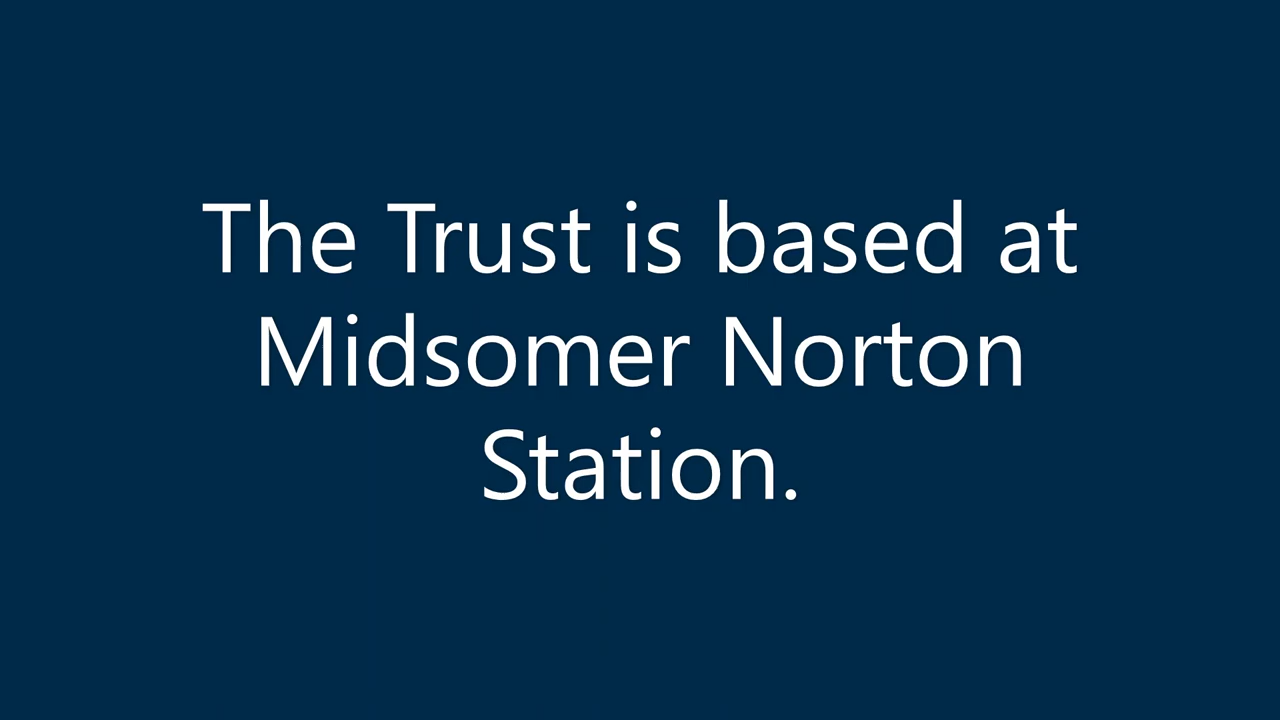 The Trust is based at
Midsomer Norton
Station.